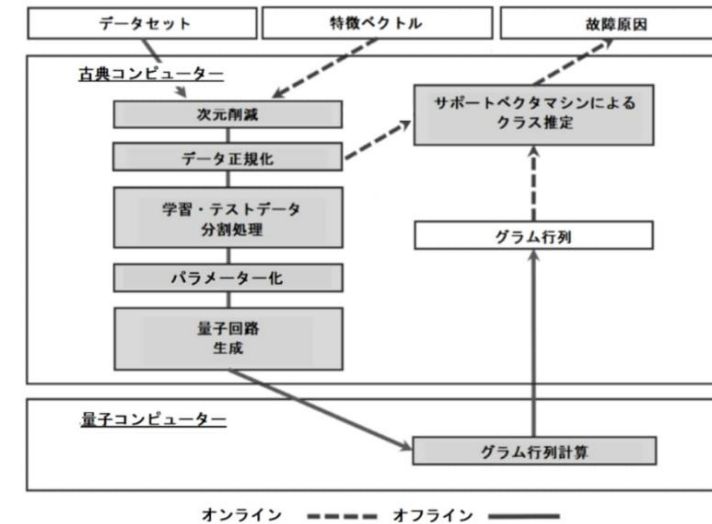 データセット
特徴ベクトル
故障原因
古典コンピューター
次元削減
データ正規化
学習・テストデータ
分割処理
パラメーター化
量子回路
生成
サポートベクタマシンによる
クラス推定
グラム行列
量子コンピューター
グラム行列計算
オンライン
オフライン